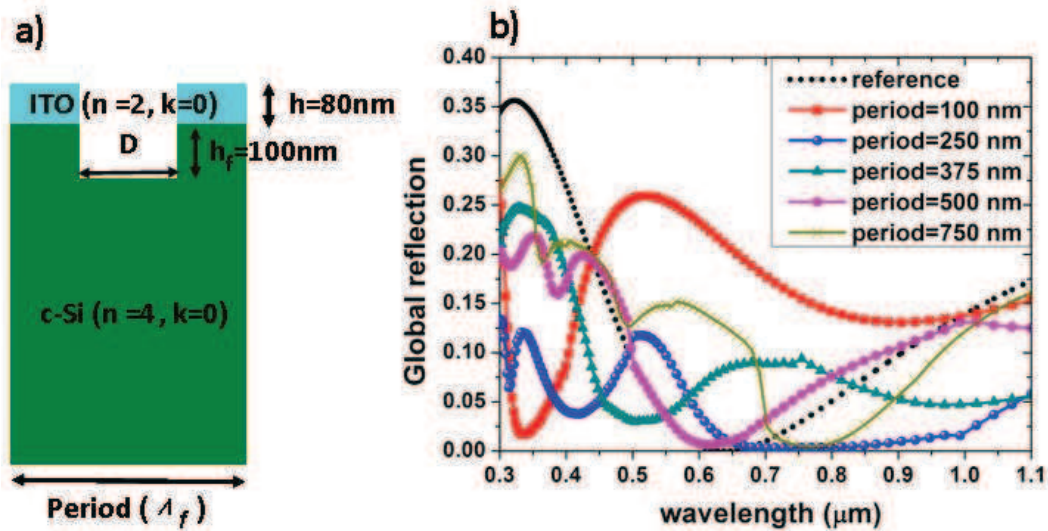 a)
ITO (n =2, k=0)
h=80nm
D
h_f=100nm
c-Si (n =4, k=0)
Period ( Λ_f )
b)
Global reflection
0.40
0.35
0.30
0.25
0.20
0.15
0.10
0.05
0.00
reference
period=100 nm
period=250 nm
period=375 nm
period=500 nm
period=750 nm
0.3 0.4 0.5 0.6 0.7 0.8 0.9 1.0 1.1
wavelength (μm)